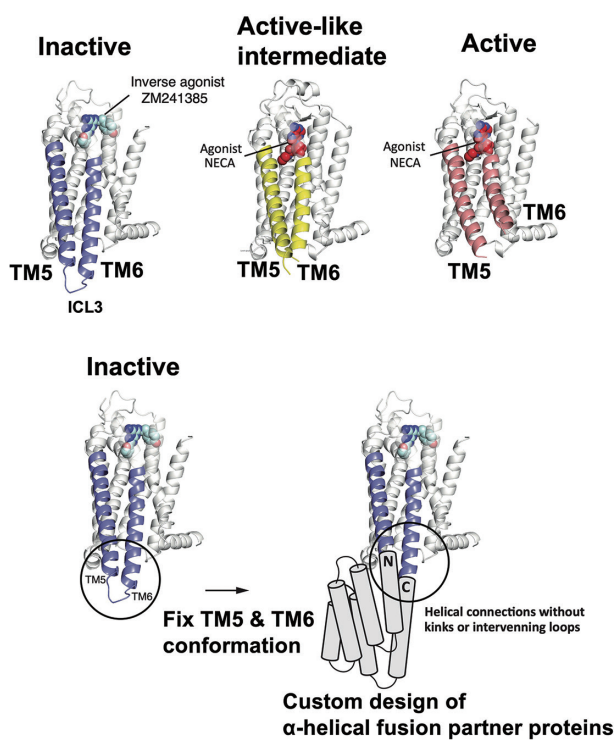 Inactive
Inverse agonist
ZM241385
TM5
TM6
ICL3
Active-like
intermediate
Agonist
NECA
TM5
TM6
Active
Agonist
NECA
TM6
TM5
Inactive
TM5
TM6
Fix TM5 & TM6
conformation
N
C
Helical connections without
kinks or intervenning loops
Custom design of
α-helical fusion partner proteins